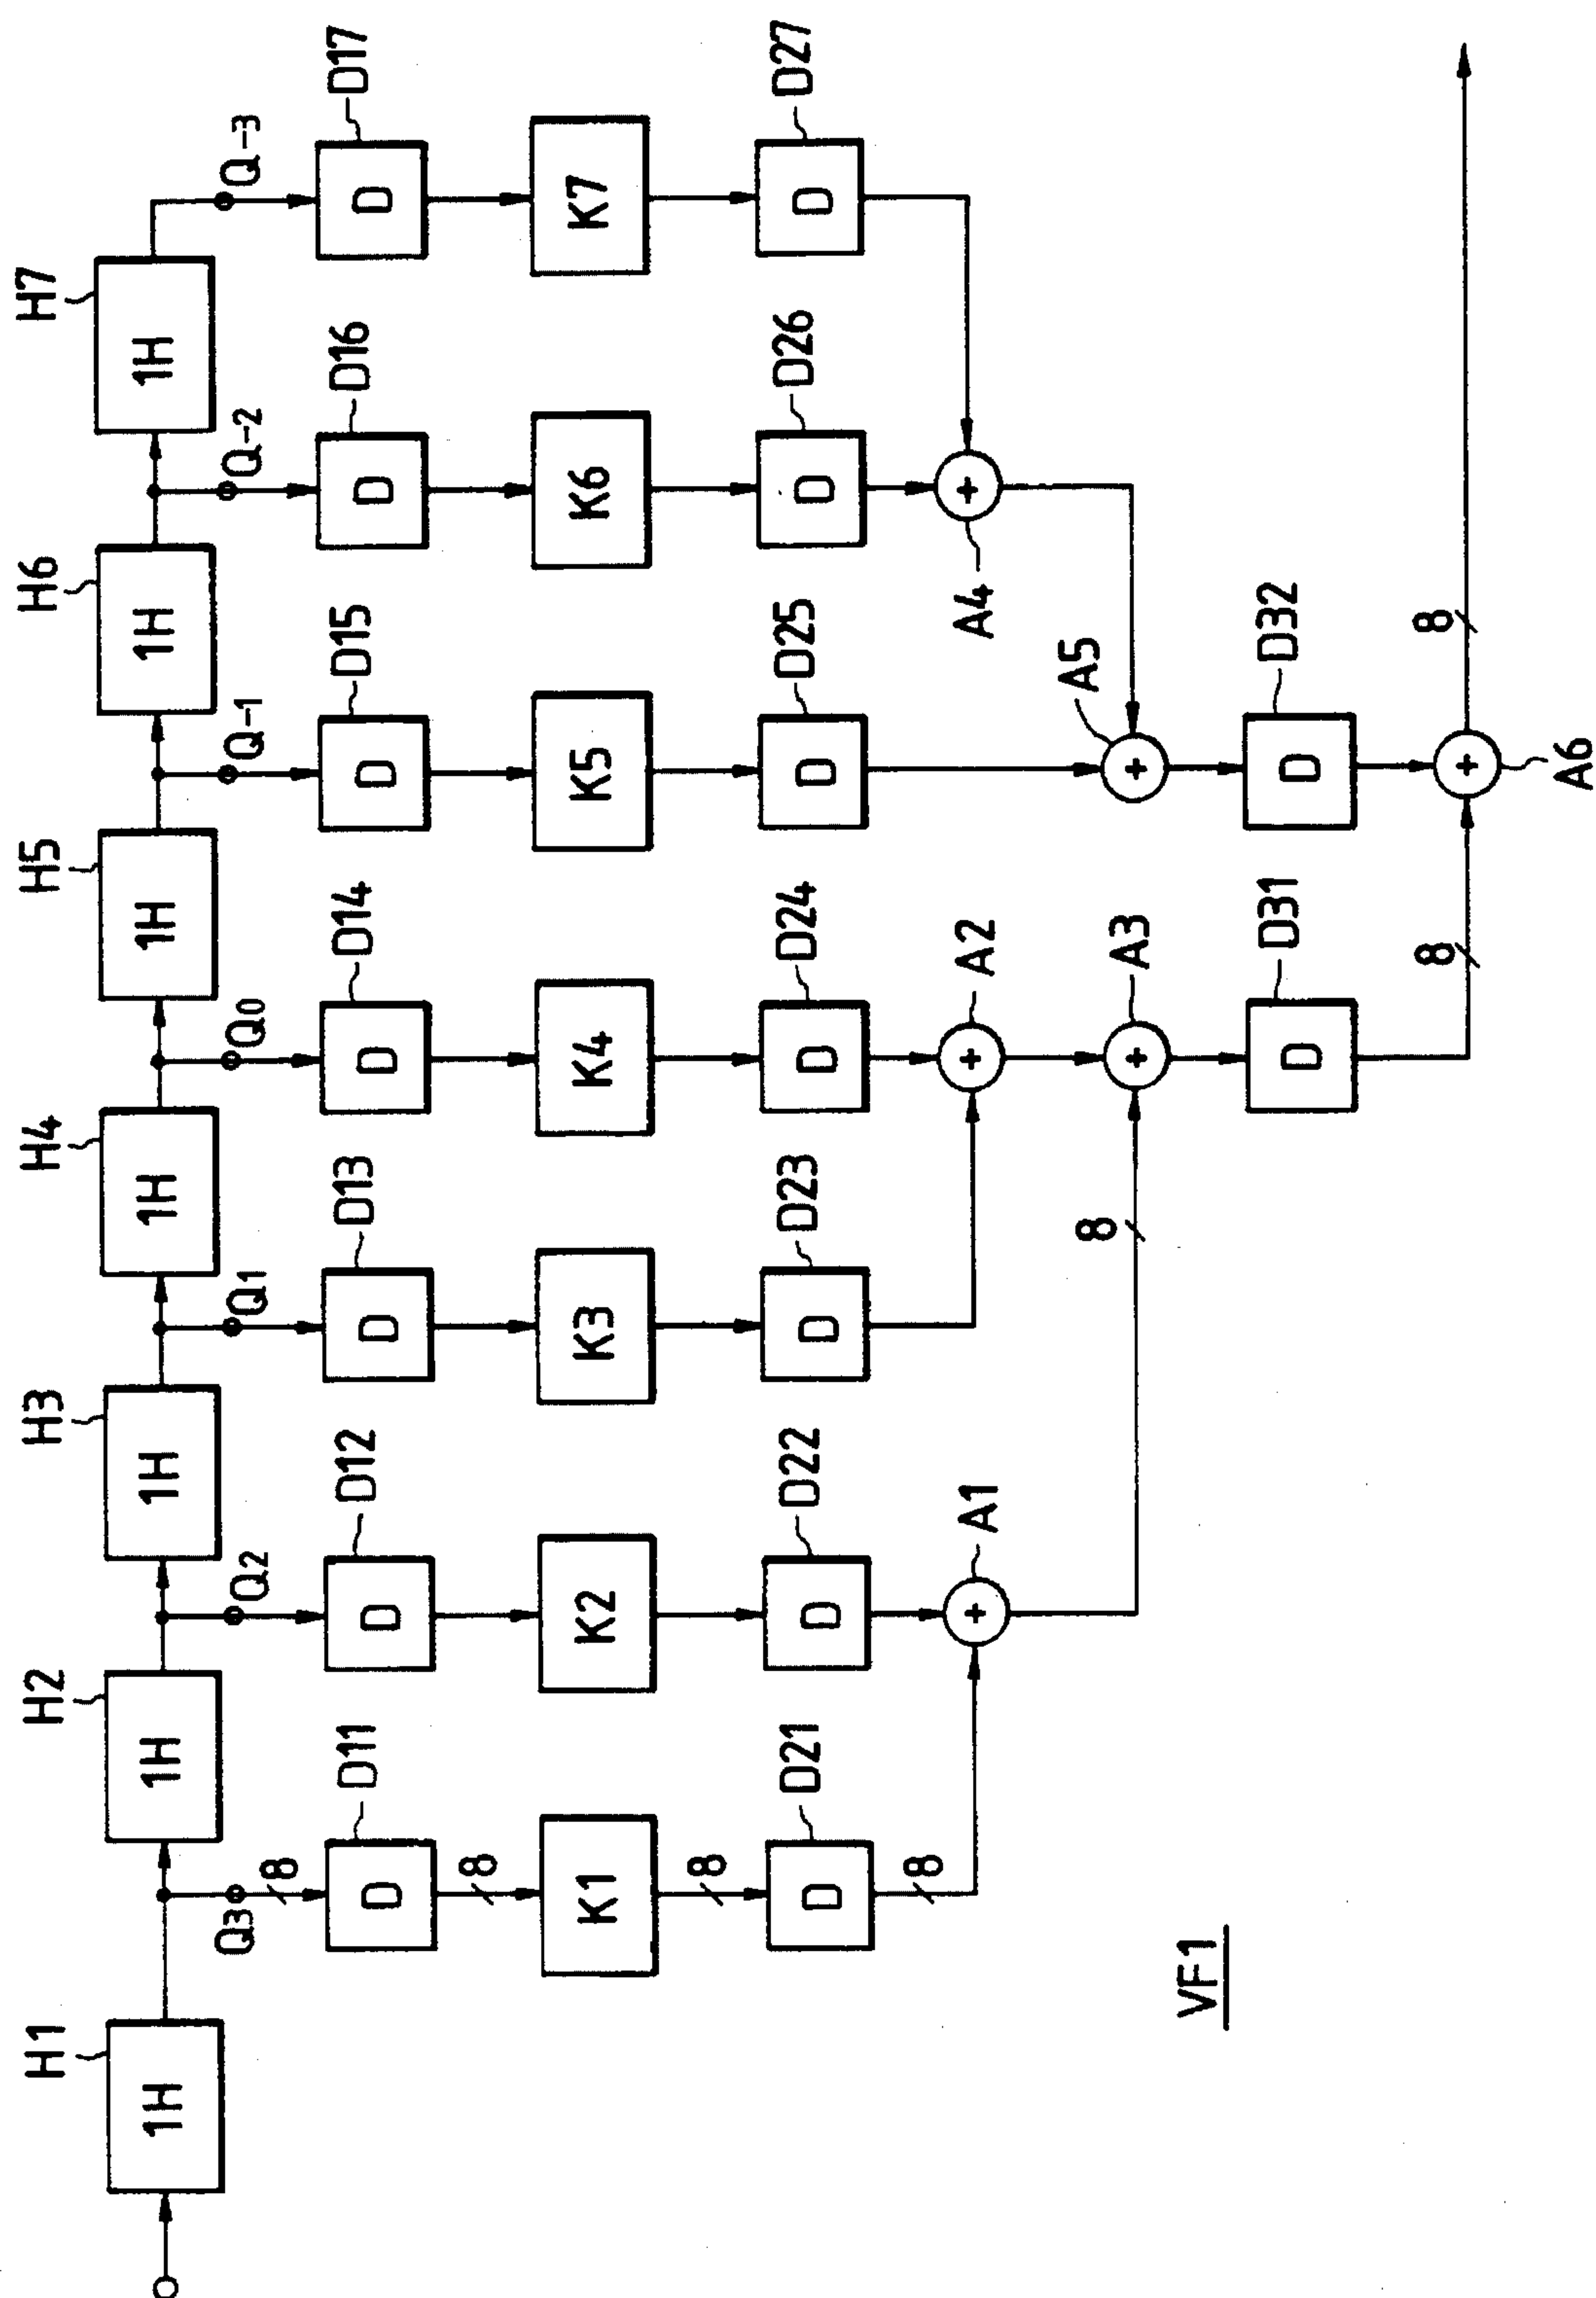 H1 H2 H3 H4 H5 H6 H7
1H 1H 1H 1H 1H 1H 1H
Q3 Q2 Q1 Q0 Q-1 Q-2 Q-3
8
D11 D12 D13 D14 D15 D16 D17
D D D D D D D
8
K1 K2 K3 K4 K5 K6 K7
8
D21 D22 D23 D24 D25 D26 D27
D D D D D D D
8
A1 A2 A4
+ + +
8
A3 A5
+ +
D31 D32
D D
8 8
+
A6
VF1